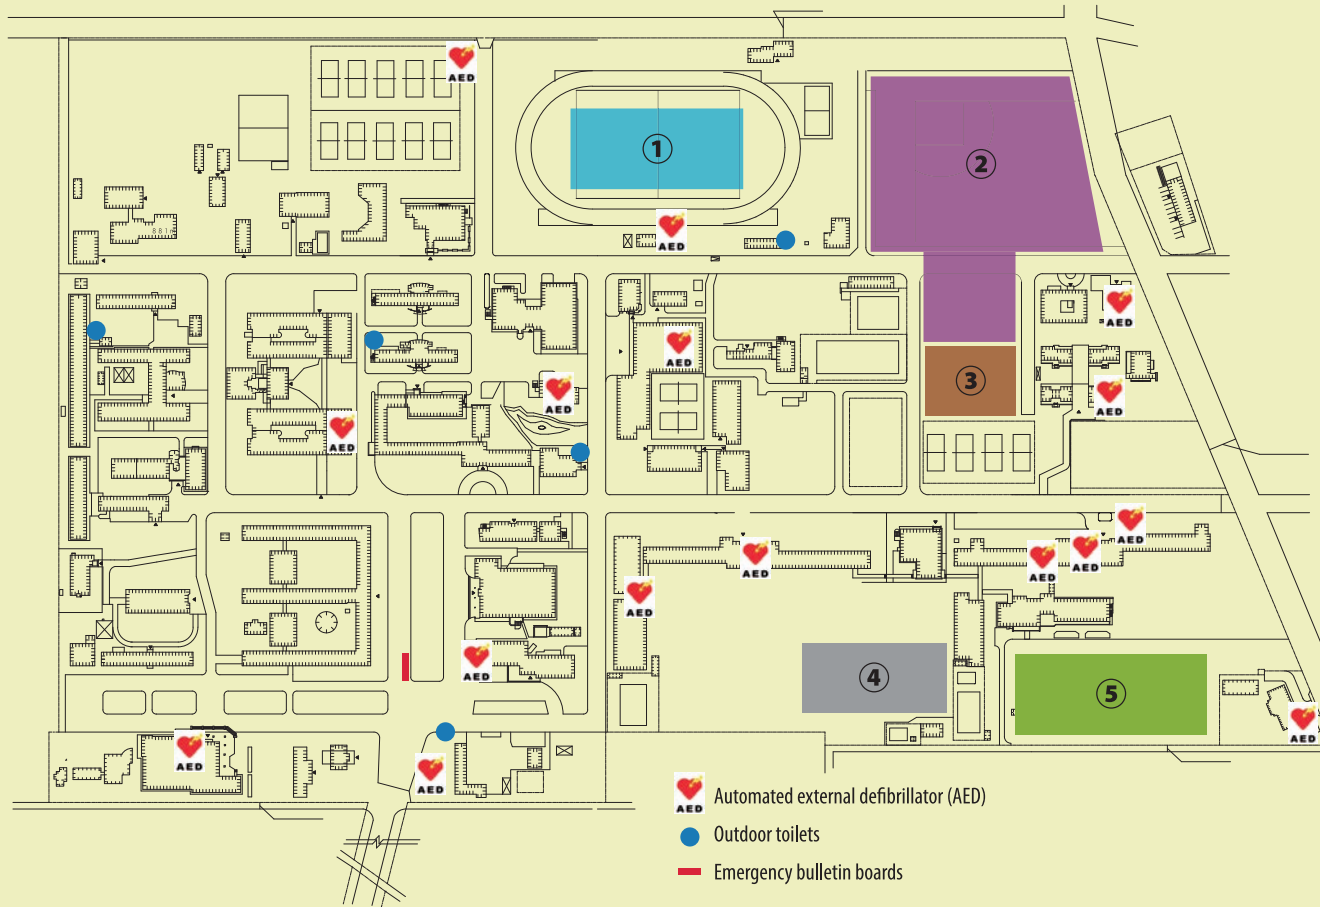 AED
①
②
AED
881
AED
AED
AED
③
AED
AED
AED
AED
AED
AED
AED
AED
④
AED
⑤
AED
AED
AED
AED Automated external defibrillator (AED)
Outdoor toilets
Emergency bulletin boards